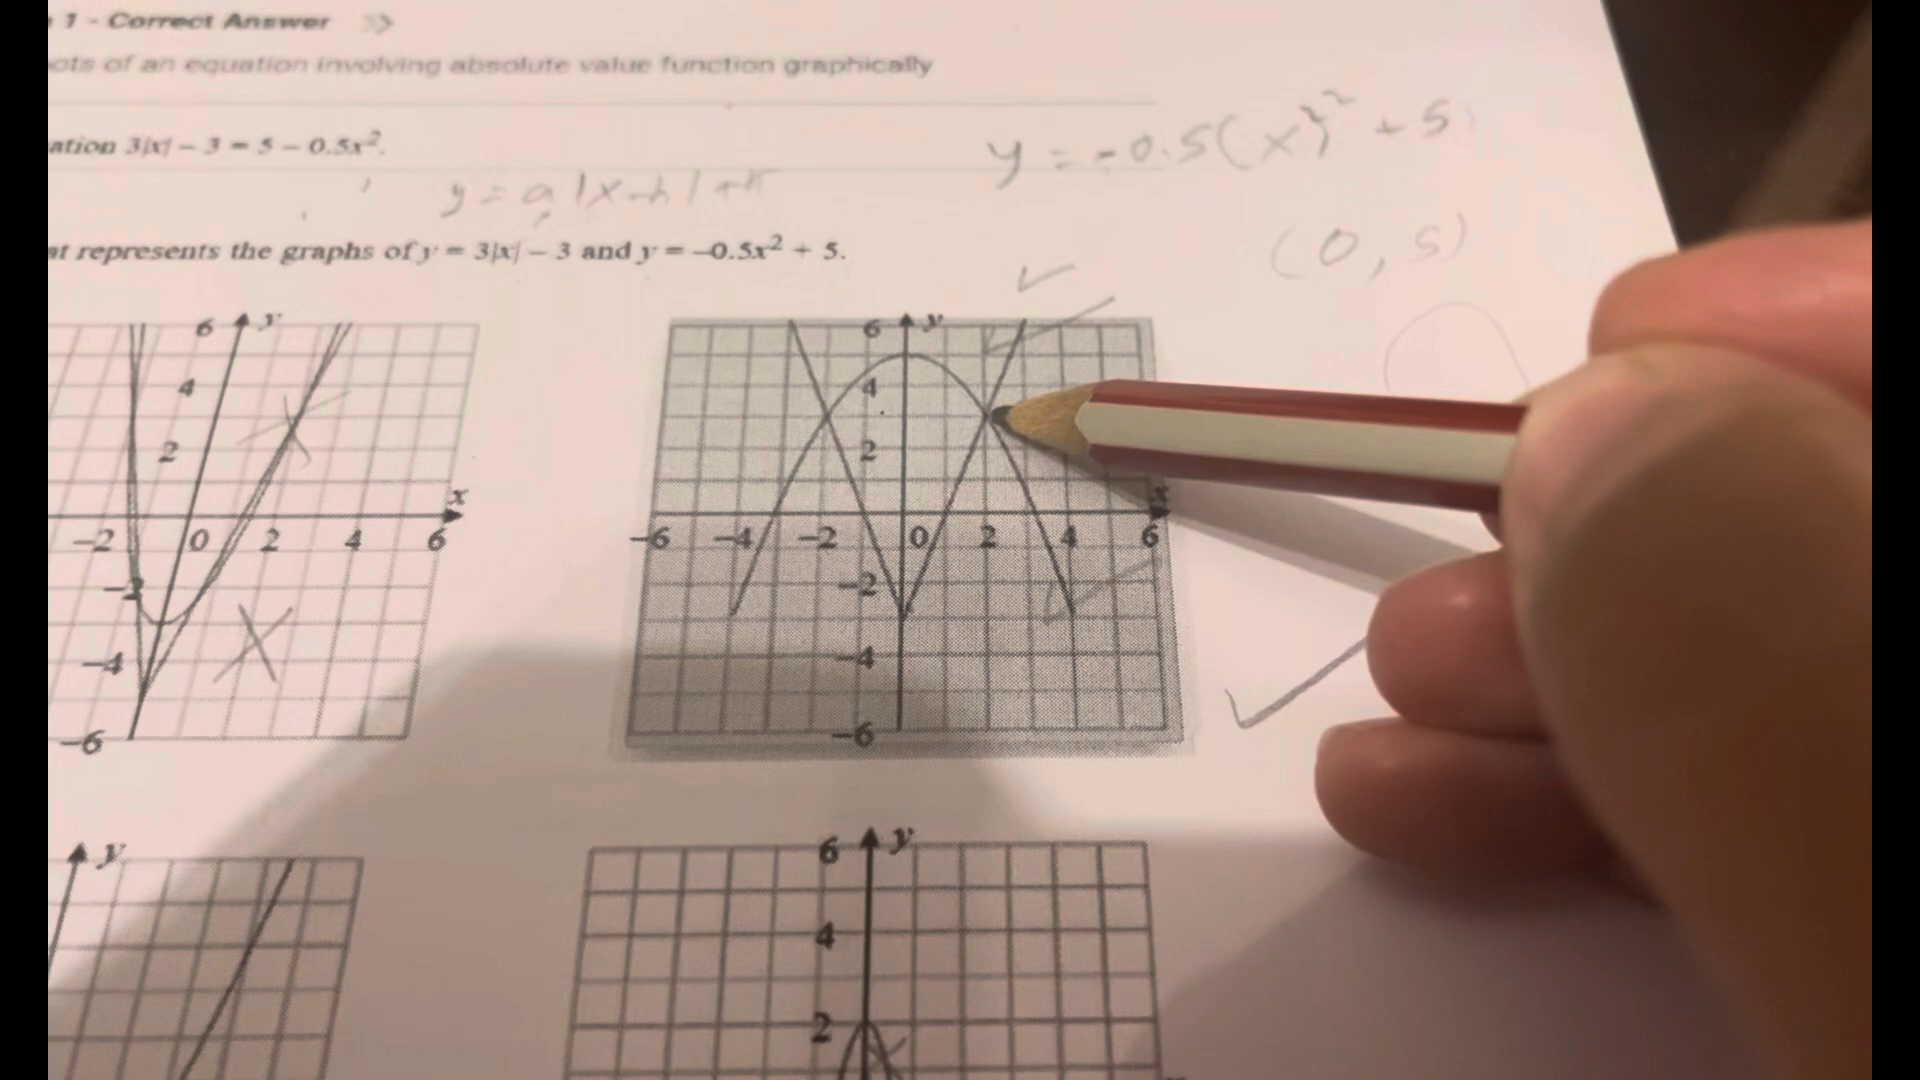 1 - Correct Answer >>
ots of an equation involving absolute value function graphically
ation 3|x| − 3 = 5 − 0.5x².
y = -0.5(x)² + 5
y = a|x-h| + k
(0, 5)
at represents the graphs of y = 3|x| − 3 and y = −0.5x² + 5.
6 y
4
2
x
−2 0 2 4 6
−2
−4
−6
6 y
4
2
x
−6 −4 −2 0 2 4 6
−2
−4
−6
y
6 y
4
2